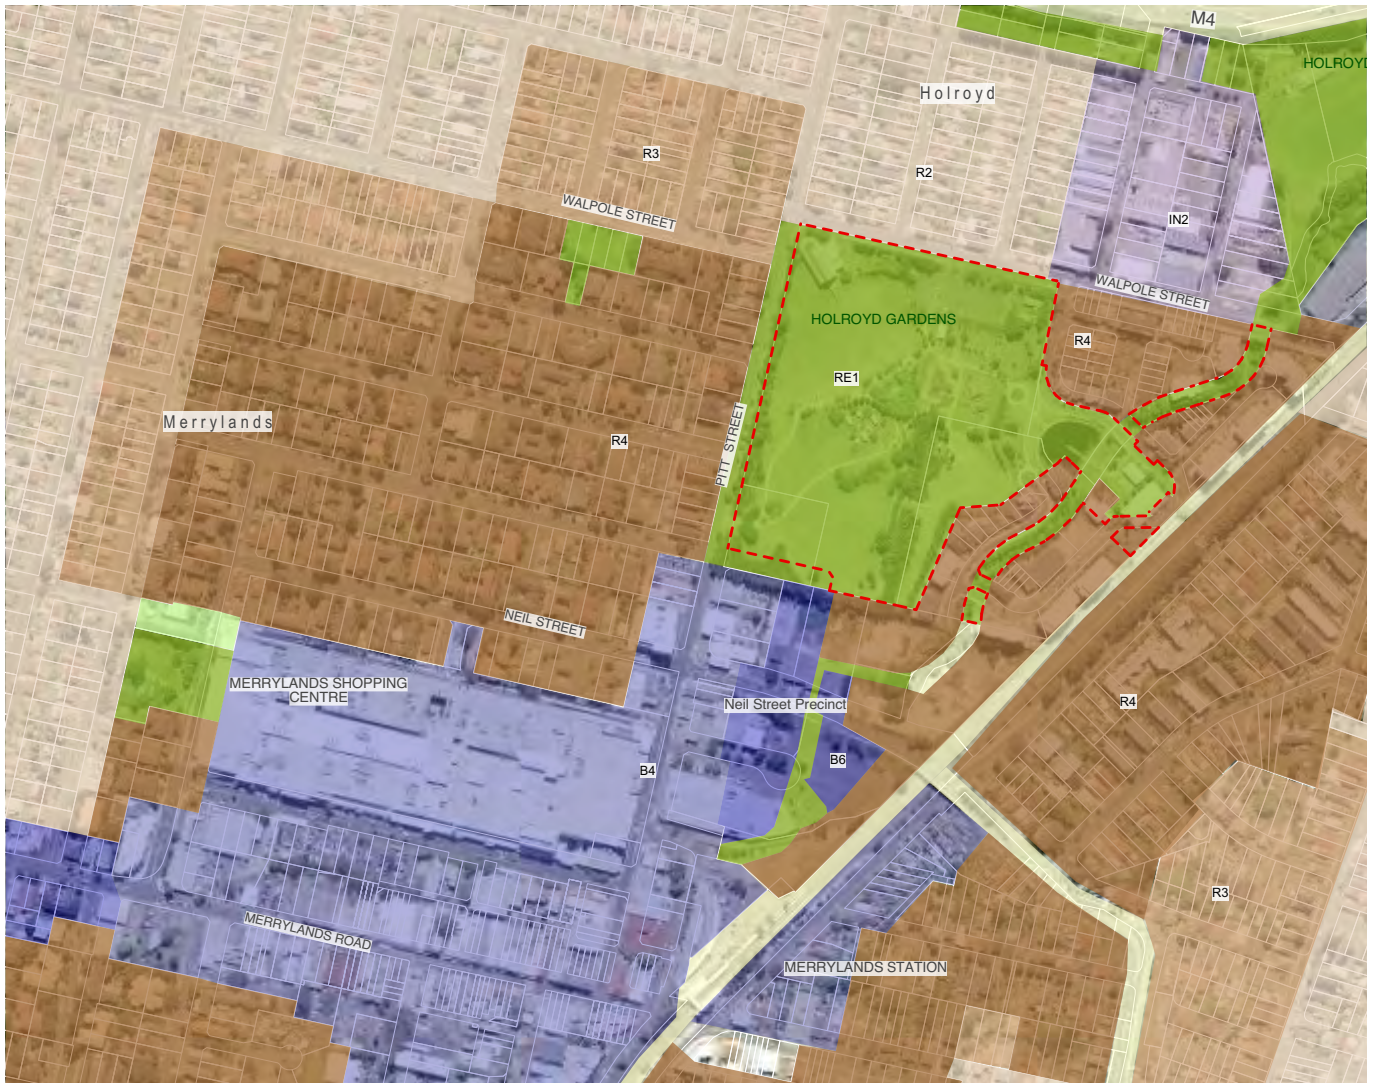 M4
HOLROYD
Holroyd
R3
R2
WALPOLE STREET
IN2
WALPOLE STREET
HOLROYD GARDENS
R4
RE1
Merrylands
R4
PITT STREET
NEIL STREET
MERRYLANDS SHOPPING
CENTRE
Neil Street Precinct
R4
B4
B6
R3
MERRYLANDS ROAD
MERRYLANDS STATION